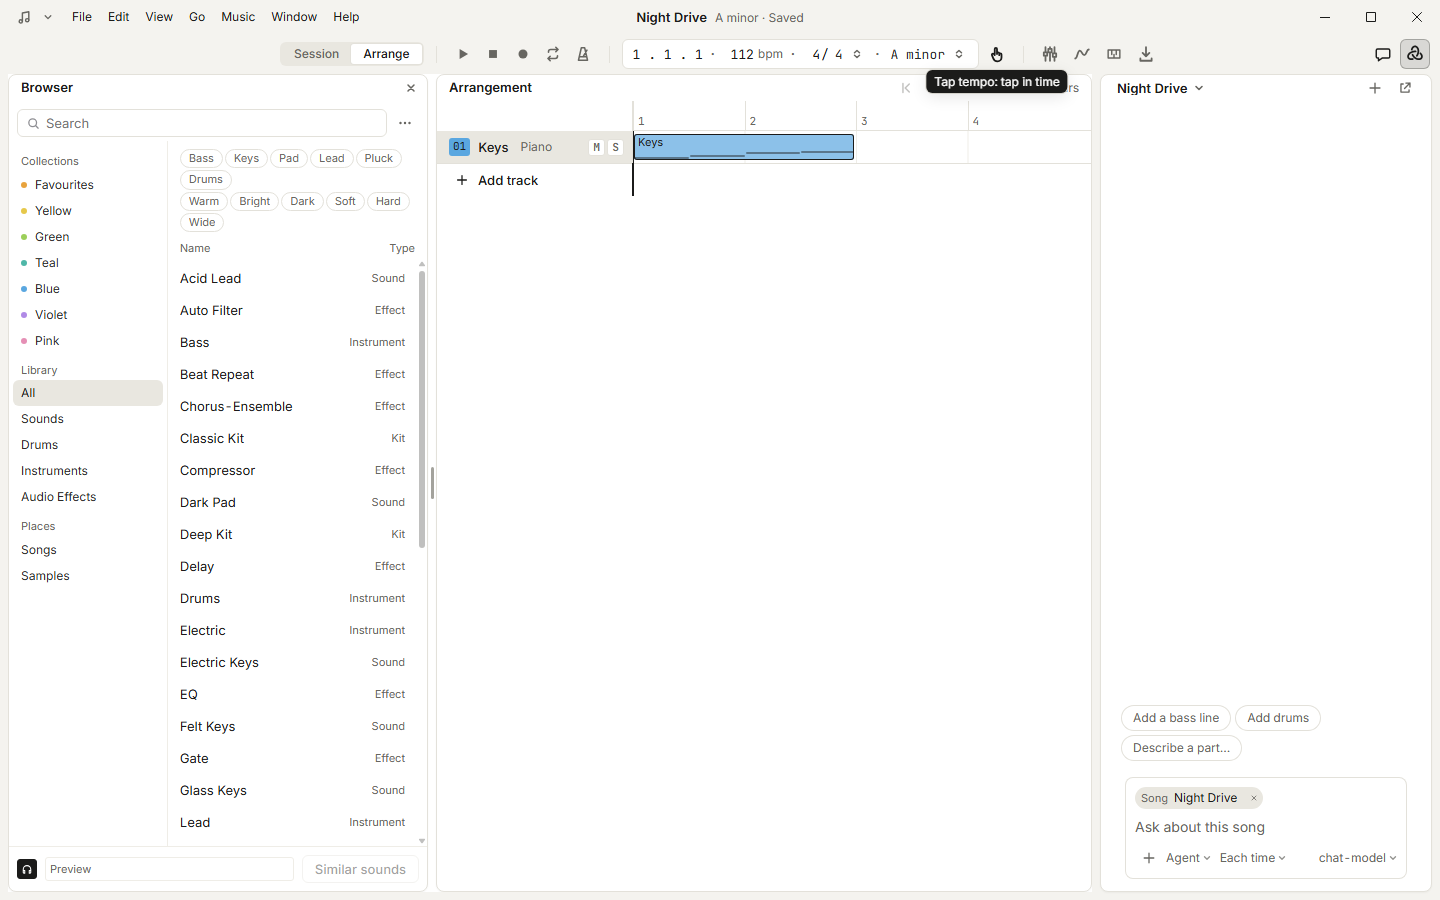 File Edit View Go Music Window Help
Night Drive A minor · Saved
Session Arrange
1 . 1 . 1 · 112 bpm · 4/ 4 · A minor
Tap tempo: tap in time
Browser
Search
Collections
Favourites
Yellow
Green
Teal
Blue
Violet
Pink
Library
All
Sounds
Drums
Instruments
Audio Effects
Places
Songs
Samples
Bass Keys Pad Lead Pluck
Drums
Warm Bright Dark Soft Hard
Wide
Name Type
Acid Lead Sound
Auto Filter Effect
Bass Instrument
Beat Repeat Effect
Chorus-Ensemble Effect
Classic Kit Kit
Compressor Effect
Dark Pad Sound
Deep Kit Kit
Delay Effect
Drums Instrument
Electric Instrument
Electric Keys Sound
EQ Effect
Felt Keys Sound
Gate Effect
Glass Keys Sound
Lead Instrument
Preview
Similar sounds
Arrangement
1 2 3 4
01 Keys Piano M S
Keys
Add track
Night Drive
Add a bass line Add drums
Describe a part...
Song Night Drive ×
Ask about this song
Agent Each time chat-model